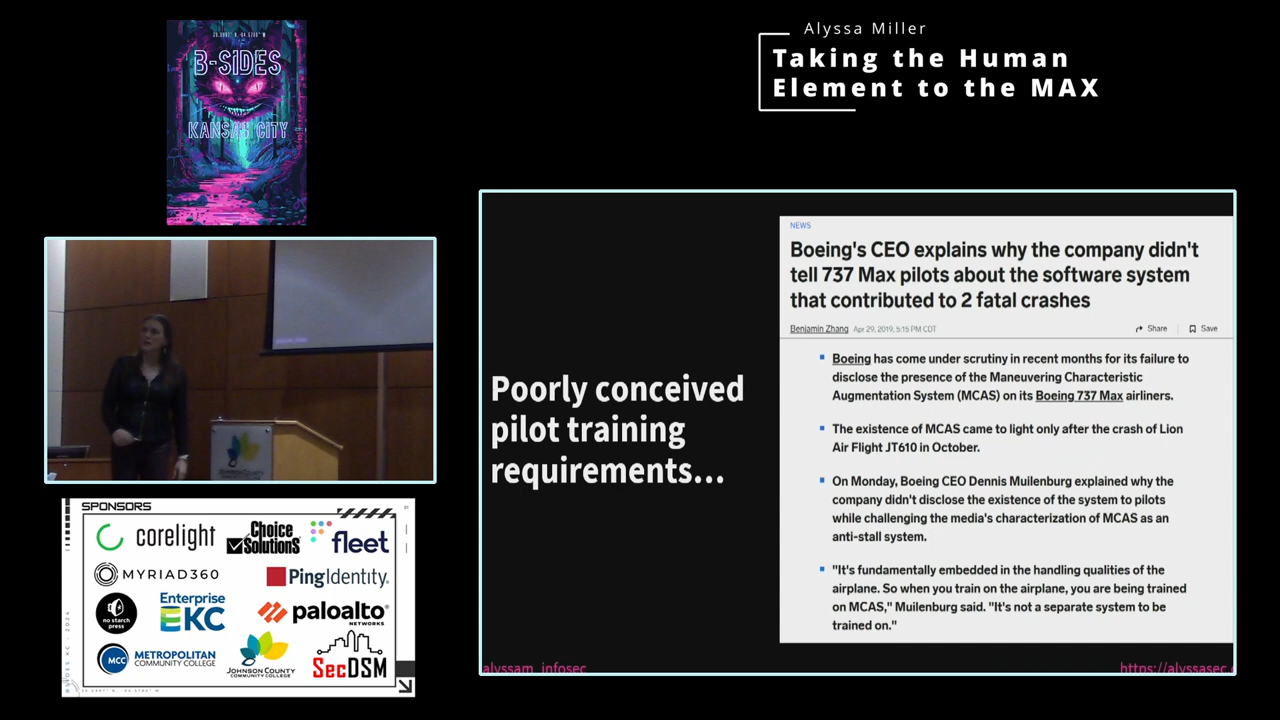 B-SIDES
KANSAS CITY
Alyssa Miller
Taking the Human
Element to the MAX
Poorly conceived
pilot training
requirements...
NEWS
Boeing's CEO explains why the company didn't
tell 737 Max pilots about the software system
that contributed to 2 fatal crashes
Benjamin Zhang Apr 29, 2019, 5:15 PM CDT
Share
Save
Boeing has come under scrutiny in recent months for its failure to
disclose the presence of the Maneuvering Characteristic
Augmentation System (MCAS) on its Boeing 737 Max airliners.
The existence of MCAS came to light only after the crash of Lion
Air Flight JT610 in October.
On Monday, Boeing CEO Dennis Muilenburg explained why the
company didn't disclose the existence of the system to pilots
while challenging the media's characterization of MCAS as an
anti-stall system.
"It's fundamentally embedded in the handling qualities of the
airplane. So when you train on the airplane, you are being trained
on MCAS," Muilenburg said. "It's not a separate system to be
trained on."
alyssam_infosec
https://alyssasec.
SPONSORS
corelight
Choice
Solutions
fleet
MYRIAD360
PingIdentity.
no starch
press
Enterprise
KC
paloalto
NETWORKS
MCC
METROPOLITAN
COMMUNITY COLLEGE
JOHNSON COUNTY
COMMUNITY COLLEGE
SecDSM